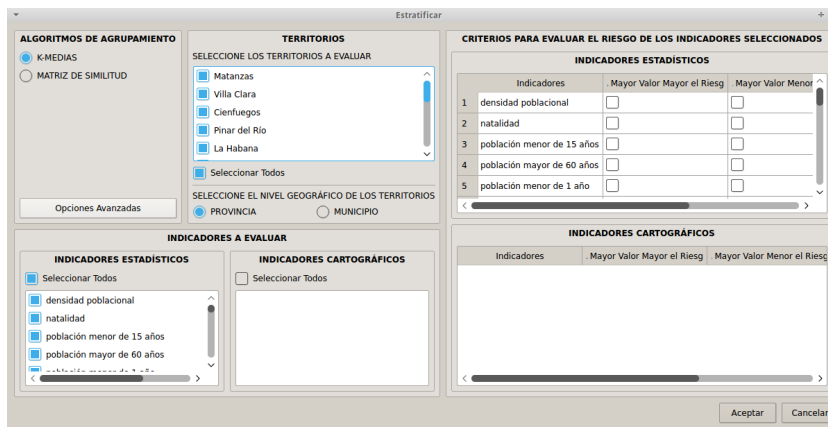 Estratificar
ALGORITMOS DE AGRUPAMIENTO
K-MEDIAS
MATRIZ DE SIMILITUD
Opciones Avanzadas
TERRITORIOS
SELECCIONE LOS TERRITORIOS A EVALUAR
Matanzas
Villa Clara
Cienfuegos
Pinar del Río
La Habana
Seleccionar Todos
SELECCIONE EL NIVEL GEOGRÁFICO DE LOS TERRITORIOS
PROVINCIA MUNICIPIO
INDICADORES A EVALUAR
INDICADORES ESTADÍSTICOS
Seleccionar Todos
densidad poblacional
natalidad
población menor de 15 años
población mayor de 60 años
población menor de 1 año
INDICADORES CARTOGRÁFICOS
Seleccionar Todos
CRITERIOS PARA EVALUAR EL RIESGO DE LOS INDICADORES SELECCIONADOS
INDICADORES ESTADÍSTICOS
Indicadores . Mayor Valor Mayor el Riesg Mayor Valor Menor
1 densidad poblacional
2 natalidad
3 población menor de 15 años
4 población mayor de 60 años
5 población menor de 1 año
INDICADORES CARTOGRÁFICOS
Indicadores . Mayor Valor Mayor el Riesg . Mayor Valor Menor el Riesg
Aceptar Cancelar